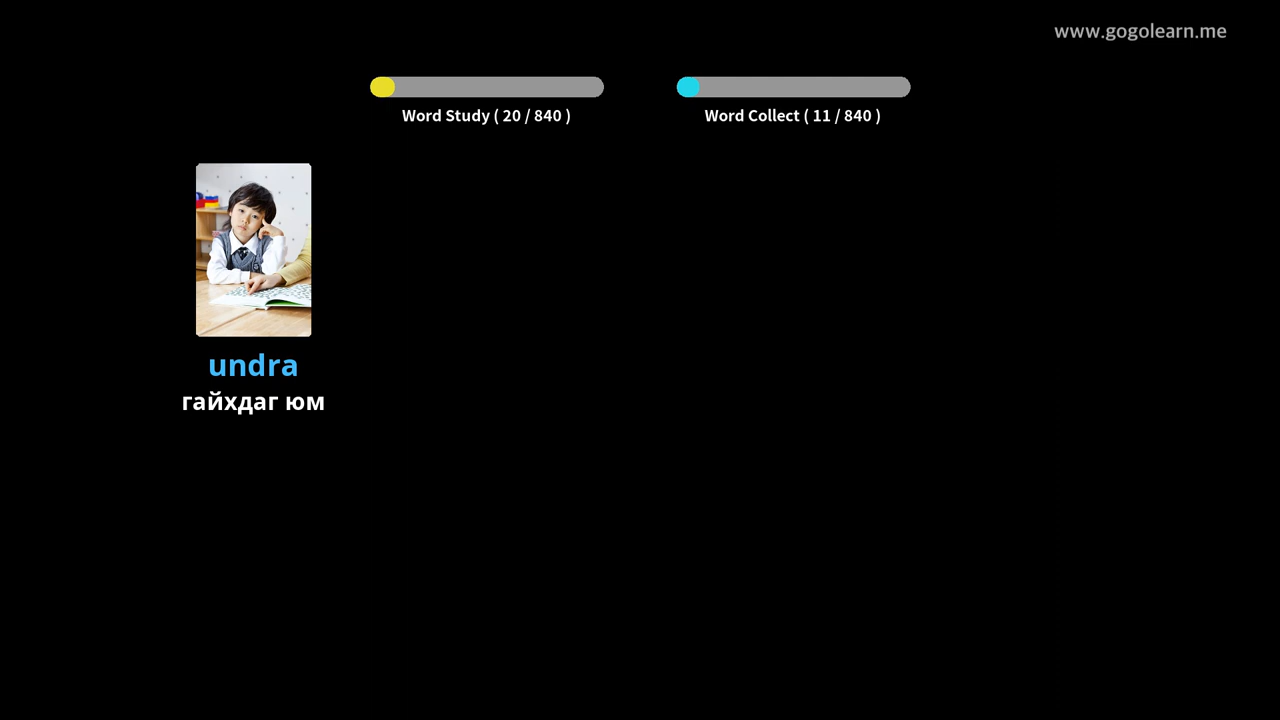 www.gogolearn.me
Word Study ( 20 / 840 )
Word Collect ( 11 / 840 )
undra
гайхдаг юм